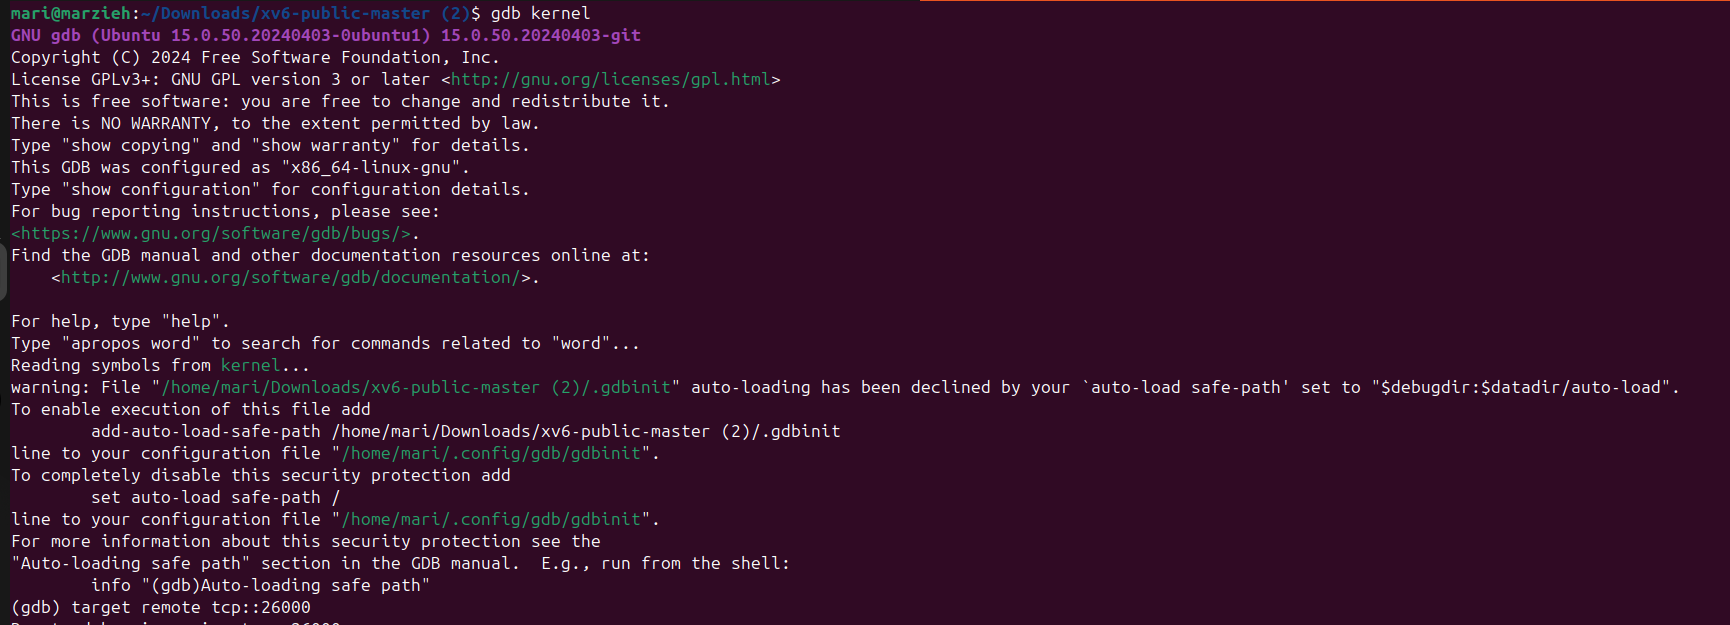 mari@marzieh:~/Downloads/xv6-public-master (2)$ gdb kernel
GNU gdb (Ubuntu 15.0.50.20240403-0ubuntu1) 15.0.50.20240403-git
Copyright (C) 2024 Free Software Foundation, Inc.
License GPLv3+: GNU GPL version 3 or later <http://gnu.org/licenses/gpl.html>
This is free software: you are free to change and redistribute it.
There is NO WARRANTY, to the extent permitted by law.
Type "show copying" and "show warranty" for details.
This GDB was configured as "x86_64-linux-gnu".
Type "show configuration" for configuration details.
For bug reporting instructions, please see:
<https://www.gnu.org/software/gdb/bugs/>.
Find the GDB manual and other documentation resources online at:
    <http://www.gnu.org/software/gdb/documentation/>.

For help, type "help".
Type "apropos word" to search for commands related to "word"...
Reading symbols from kernel...
warning: File "/home/mari/Downloads/xv6-public-master (2)/.gdbinit" auto-loading has been declined by your `auto-load safe-path' set to "$debugdir:$datadir/auto-load".
To enable execution of this file add
        add-auto-load-safe-path /home/mari/Downloads/xv6-public-master (2)/.gdbinit
line to your configuration file "/home/mari/.config/gdb/gdbinit".
To completely disable this security protection add
        set auto-load safe-path /
line to your configuration file "/home/mari/.config/gdb/gdbinit".
For more information about this security protection see the
"Auto-loading safe path" section in the GDB manual.  E.g., run from the shell:
        info "(gdb)Auto-loading safe path"
(gdb) target remote tcp::26000